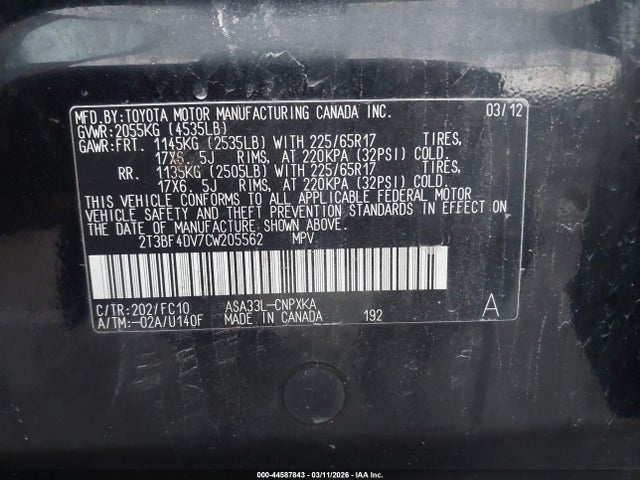 MFD.BY:TOYOTA MOTOR MANUFACTURING CANADA INC. 03/12
GVWR:2055KG (4535LB)
GAWR:FRT. 1145KG (2535LB) WITH 225/65R17 TIRES,
17X6. 5J RIMS, AT 220KPA (32PSI) COLD.
RR. 1135KG (2505LB) WITH 225/65R17 TIRES,
17X6. 5J RIMS, AT 220KPA (32PSI) COLD.
THIS VEHICLE CONFORMS TO ALL APPLICABLE FEDERAL MOTOR
VEHICLE SAFETY AND THEFT PREVENTION STANDARDS IN EFFECT ON
THE DATE OF MANUFACTURE SHOWN ABOVE.
2T3BF4DV7CW205562 MPV
C/TR:202/FC10 ASA33L-CNPXKA
A/TM:-02A/U140F MADE IN CANADA 192 A
000-44587843 - 03/11/2026 - IAA Inc.